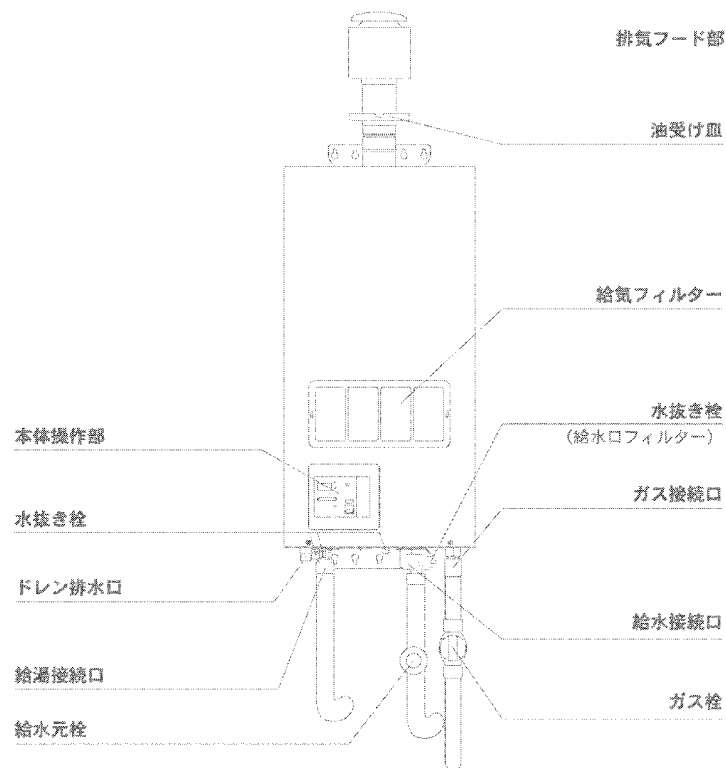 排気フード部
油受け皿
給気フィルター
水抜き栓
(給水口フィルター)
本体操作部
ガス接続口
水抜き栓
ドレン排水口
給水接続口
給湯接続口
ガス栓
給水元栓